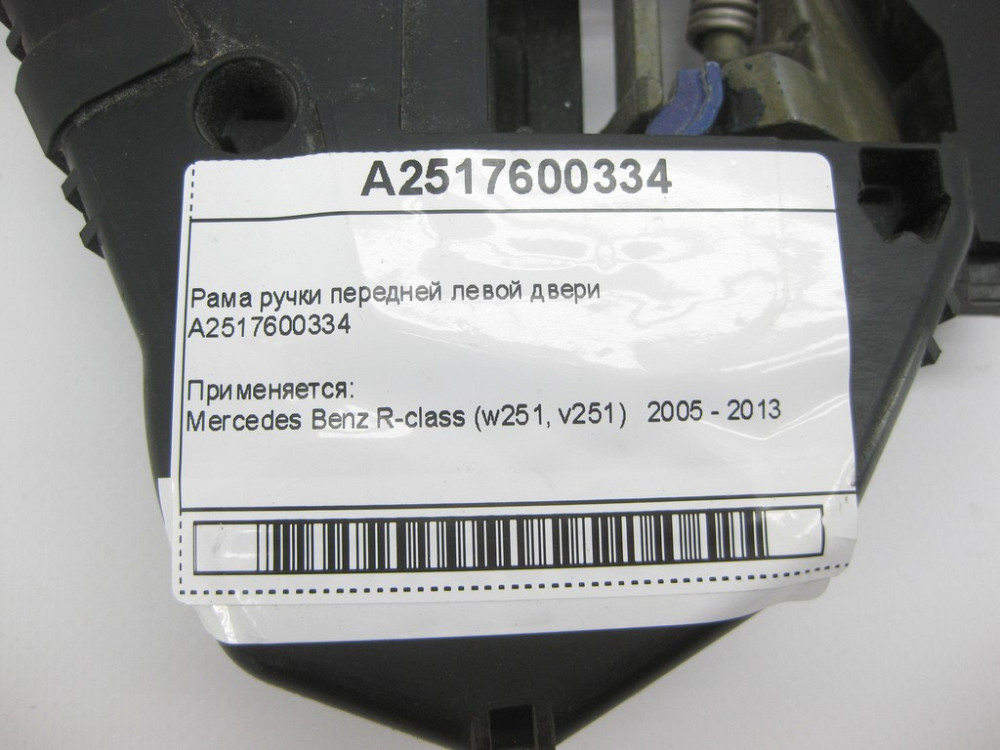 A2517600334
Рама ручки передней левой двери
A2517600334
Применяется:
Mercedes Benz R-class (w251, v251) 2005 - 2013